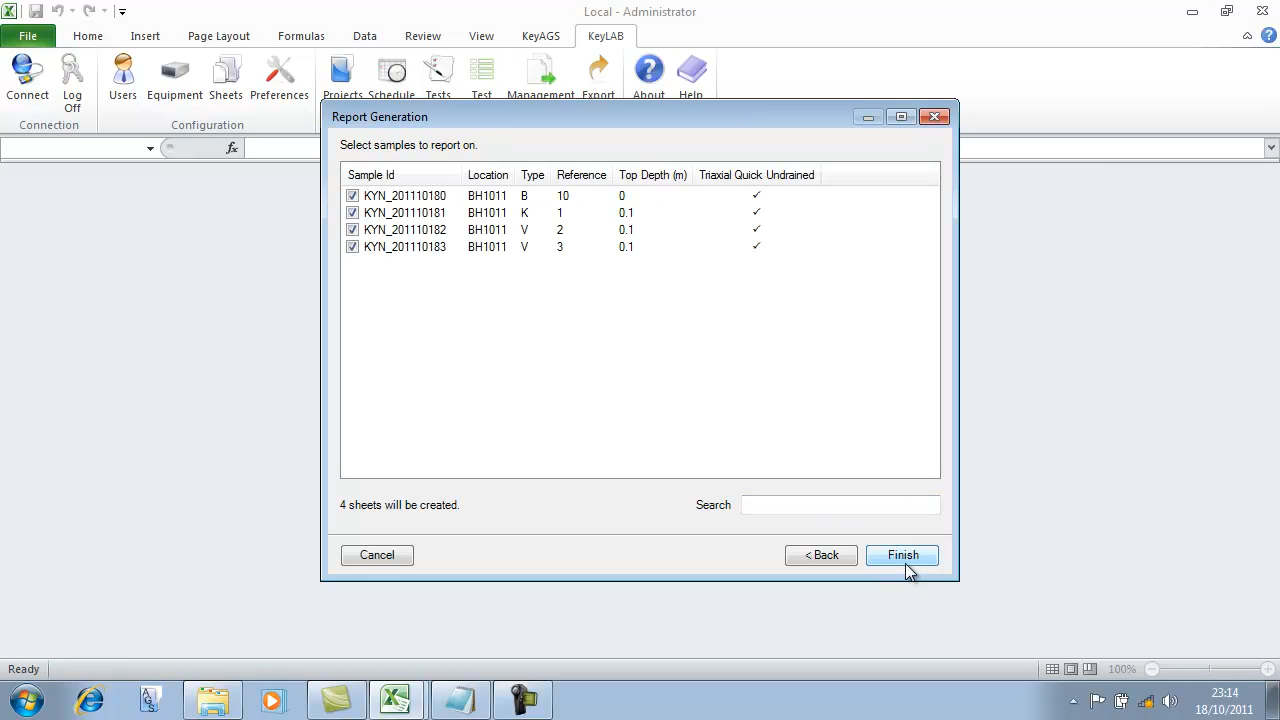 Local - Administrator
File Home Insert Page Layout Formulas Data Review View KeyAGS KeyLAB
Connect Log Off Users Equipment Sheets Preferences Projects Schedule Tests Test Management Export About Help
Connection Configuration
Report Generation
Select samples to report on.
Sample Id Location Type Reference Top Depth (m) Triaxial Quick Undrained
KYN_201110180 BH1011 B 10 0 ✓
KYN_201110181 BH1011 K 1 0.1 ✓
KYN_201110182 BH1011 V 2 0.1 ✓
KYN_201110183 BH1011 V 3 0.1 ✓
4 sheets will be created. Search
Cancel < Back Finish
Ready 100%
23:14
18/10/2011